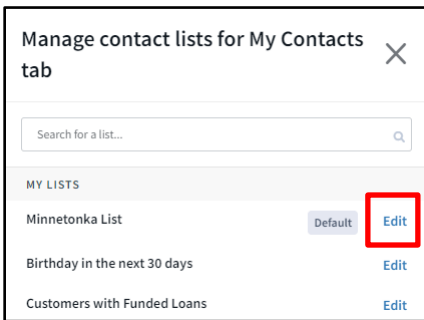 Manage contact lists for My Contacts
tab
Search for a list...
MY LISTS
Minnetonka List Default Edit
Birthday in the next 30 days Edit
Customers with Funded Loans Edit